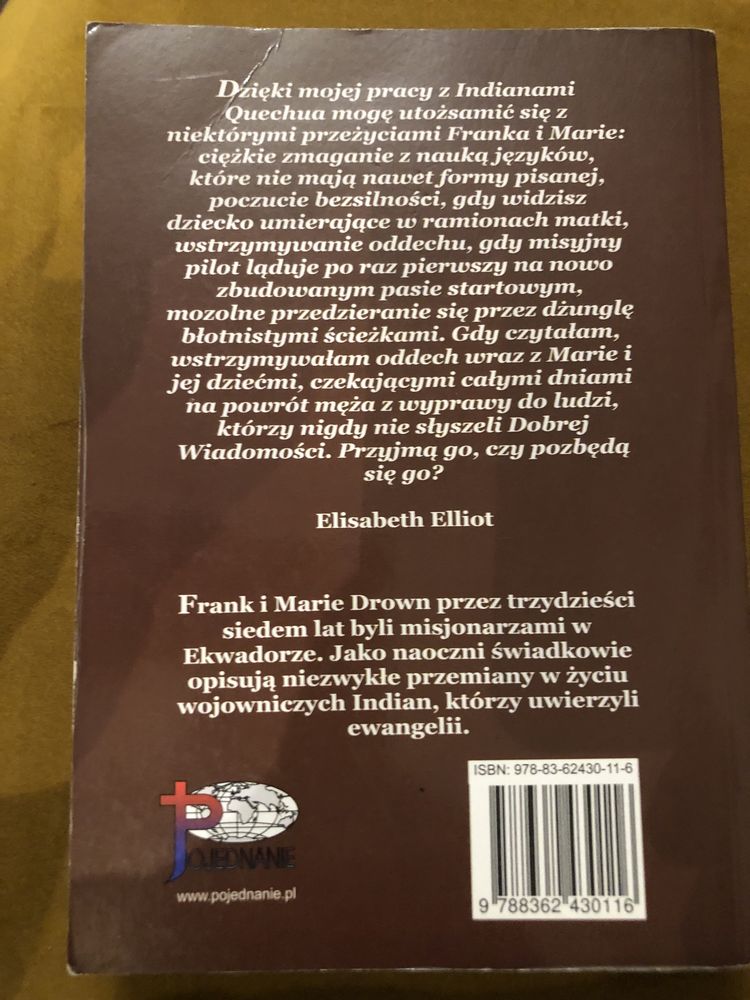 Dzięki mojej pracy z Indianami
Quechua mogę utożsamić się z
niektórymi przeżyciami Franka i Marie:
ciężkie zmaganie z nauką języków,
które nie mają nawet formy pisanej,
poczucie bezsilności, gdy widzisz
dziecko umierające w ramionach matki,
wstrzymywanie oddechu, gdy misyjny
pilot ląduje po raz pierwszy na nowo
zbudowanym pasie startowym,
mozolne przedzieranie się przez dżunglę
błotnistymi ścieżkami. Gdy czytałam,
wstrzymywałam oddech wraz z Marie i
jej dziećmi, czekającymi całymi dniami
na powrót męża z wyprawy do ludzi,
którzy nigdy nie słyszeli Dobrej
Wiadomości. Przyjmą go, czy pozbędą
się go?
Elisabeth Elliot
Frank i Marie Drown przez trzydzieści
siedem lat byli misjonarzami w
Ekwadorze. Jako naoczni świadkowie
opisują niezwykłe przemiany w życiu
wojowniczych Indian, którzy uwierzyli
ewangelii.
ISBN: 978-83-62430-11-6
POJEDNANIE
www.pojednanie.pl
9 788362 430116